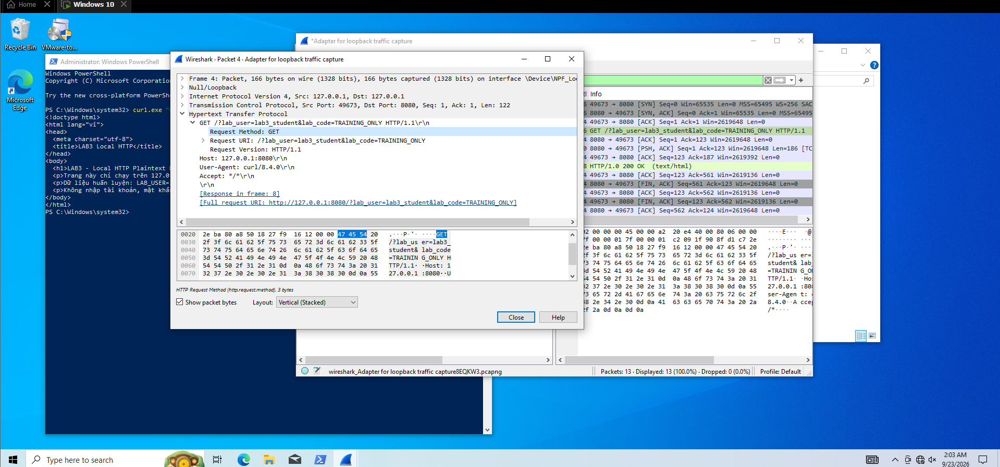 Home
Windows 10
Recycle Bin
VMware-to...
Microsoft
Edge
Administrator: Windows PowerShell
Windows PowerShell
Copyright (C) Microsoft Corporatio
Try the new cross-platform PowerSh
PS C:\Windows\system32> curl.exe "
<!doctype html>
<html lang="vi">
<head>
<meta charset="utf-8">
<title>LAB3 Local HTTP</title>
</head>
<body>
<h1>LAB3 - Local HTTP Plaintext
<p>Trang này chỉ chạy trên 127.0
<p>Dữ liệu huấn luyện: LAB_USER=
<p>Không nhập tài khoản, mật khẩ
</body>
</html>
PS C:\Windows\system32>
*Adapter for loopback traffic capture
Wireshark · Packet 4 · Adapter for loopback traffic capture
Frame 4: Packet, 166 bytes on wire (1328 bits), 166 bytes captured (1328 bits) on interface \Device\NPF_Lo
Null/Loopback
Internet Protocol Version 4, Src: 127.0.0.1, Dst: 127.0.0.1
Transmission Control Protocol, Src Port: 49673, Dst Port: 8080, Seq: 1, Ack: 1, Len: 122
Hypertext Transfer Protocol
GET /?lab_user=lab3_student&lab_code=TRAINING_ONLY HTTP/1.1\r\n
Request Method: GET
Request URI: /?lab_user=lab3_student&lab_code=TRAINING_ONLY
Request Version: HTTP/1.1
Host: 127.0.0.1:8080\r\n
User-Agent: curl/8.4.0\r\n
Accept: */*\r\n
\r\n
[Response in frame: 8]
[Full request URI: http://127.0.0.1:8080/?lab_user=lab3_student&lab_code=TRAINING_ONLY]
0020 2e ba 80 a8 50 18 27 f9 16 12 00 00 47 45 54 20 .···P·'· ····GET
0030 2f 3f 6c 61 62 5f 75 73 65 72 3d 6c 61 62 33 5f /?lab_us er=lab3_
0040 73 74 75 64 65 6e 74 26 6c 61 62 5f 63 6f 64 65 student& lab_code
0050 3d 54 52 41 49 4e 49 4e 47 5f 4f 4e 4c 59 20 48 =TRAININ G_ONLY H
0060 54 54 50 2f 31 2e 31 0d 0a 48 6f 73 74 3a 20 31 TTP/1.1· ·Host: 1
0070 32 37 2e 30 2e 30 2e 31 3a 38 30 38 30 0d 0a 55 27.0.0.1 :8080··U
HTTP Request Method (http.request.method), 3 bytes
Show packet bytes Layout: Vertical (Stacked)
Close Help
Info
49673 → 8080 [SYN] Seq=0 Win=65535 Len=0 MSS=65495 WS=256 SAC
8080 → 49673 [SYN, ACK] Seq=0 Ack=1 Win=65535 Len=0 MSS=65495
49673 → 8080 [ACK] Seq=1 Ack=1 Win=2619648 Len=0
GET /?lab_user=lab3_student&lab_code=TRAINING_ONLY HTTP/1.1
8080 → 49673 [ACK] Seq=1 Ack=123 Win=2619648 Len=0
8080 → 49673 [PSH, ACK] Seq=1 Ack=123 Win=2619648 Len=186 [TC
49673 → 8080 [ACK] Seq=123 Ack=187 Win=2619392 Len=0
HTTP/1.0 200 OK (text/html)
49673 → 8080 [ACK] Seq=123 Ack=561 Win=2619136 Len=0
8080 → 49673 [FIN, ACK] Seq=561 Ack=123 Win=2619648 Len=0
49673 → 8080 [ACK] Seq=123 Ack=562 Win=2619136 Len=0
49673 → 8080 [FIN, ACK] Seq=123 Ack=562 Win=2619136 Len=0
8080 → 49673 [ACK] Seq=562 Ack=124 Win=2619648 Len=0
02 00 00 00 45 00 00 a2 20 e4 40 00 80 06 00 00 ····E··· ·@
7f 00 00 01 7f 00 00 01 c2 09 1f 90 8f d1 c7 2e
2e ba 80 a8 50 18 27 f9 16 12 00 00 47 45 54 20 .···P·'· ····
2f 3f 6c 61 62 5f 75 73 65 72 3d 6c 61 62 33 5f /?lab_us er=
73 74 75 64 65 6e 74 26 6c 61 62 5f 63 6f 64 65 student& lab_
3d 54 52 41 49 4e 49 4e 47 5f 4f 4e 4c 59 20 48 =TRAININ G_O
54 54 50 2f 31 2e 31 0d 0a 48 6f 73 74 3a 20 31 TTP/1.1· ·Hos
32 37 2e 30 2e 30 2e 31 3a 38 30 38 30 0d 0a 55 27.0.0.1 :808
73 65 72 2d 41 67 65 6e 74 3a 20 63 75 72 6c 2f ser-Agen t:
38 2e 34 2e 30 0d 0a 41 63 63 65 70 74 3a 20 2a 8.4.0··A ccep
2f 2a 0d 0a 0d 0a /*····
wireshark_Adapter for loopback traffic capture8EQKW3.pcapng
Packets: 13 · Displayed: 13 (100.0%) · Dropped: 0 (0.0%)
Profile: Default
Type here to search
2:03 AM
9/23/2026